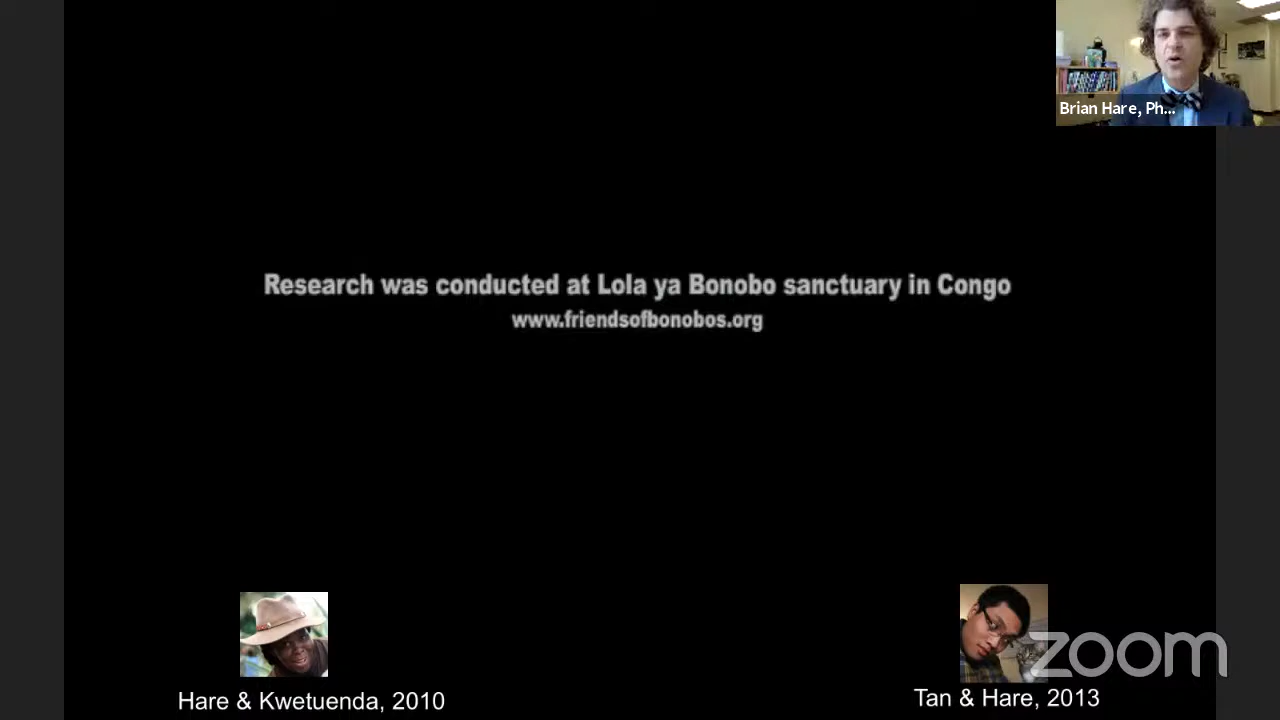 Brian Hare, Ph...
Research was conducted at Lola ya Bonobo sanctuary in Congo
www.friendsofbonobos.org
zoom
Hare & Kwetuenda, 2010
Tan & Hare, 2013